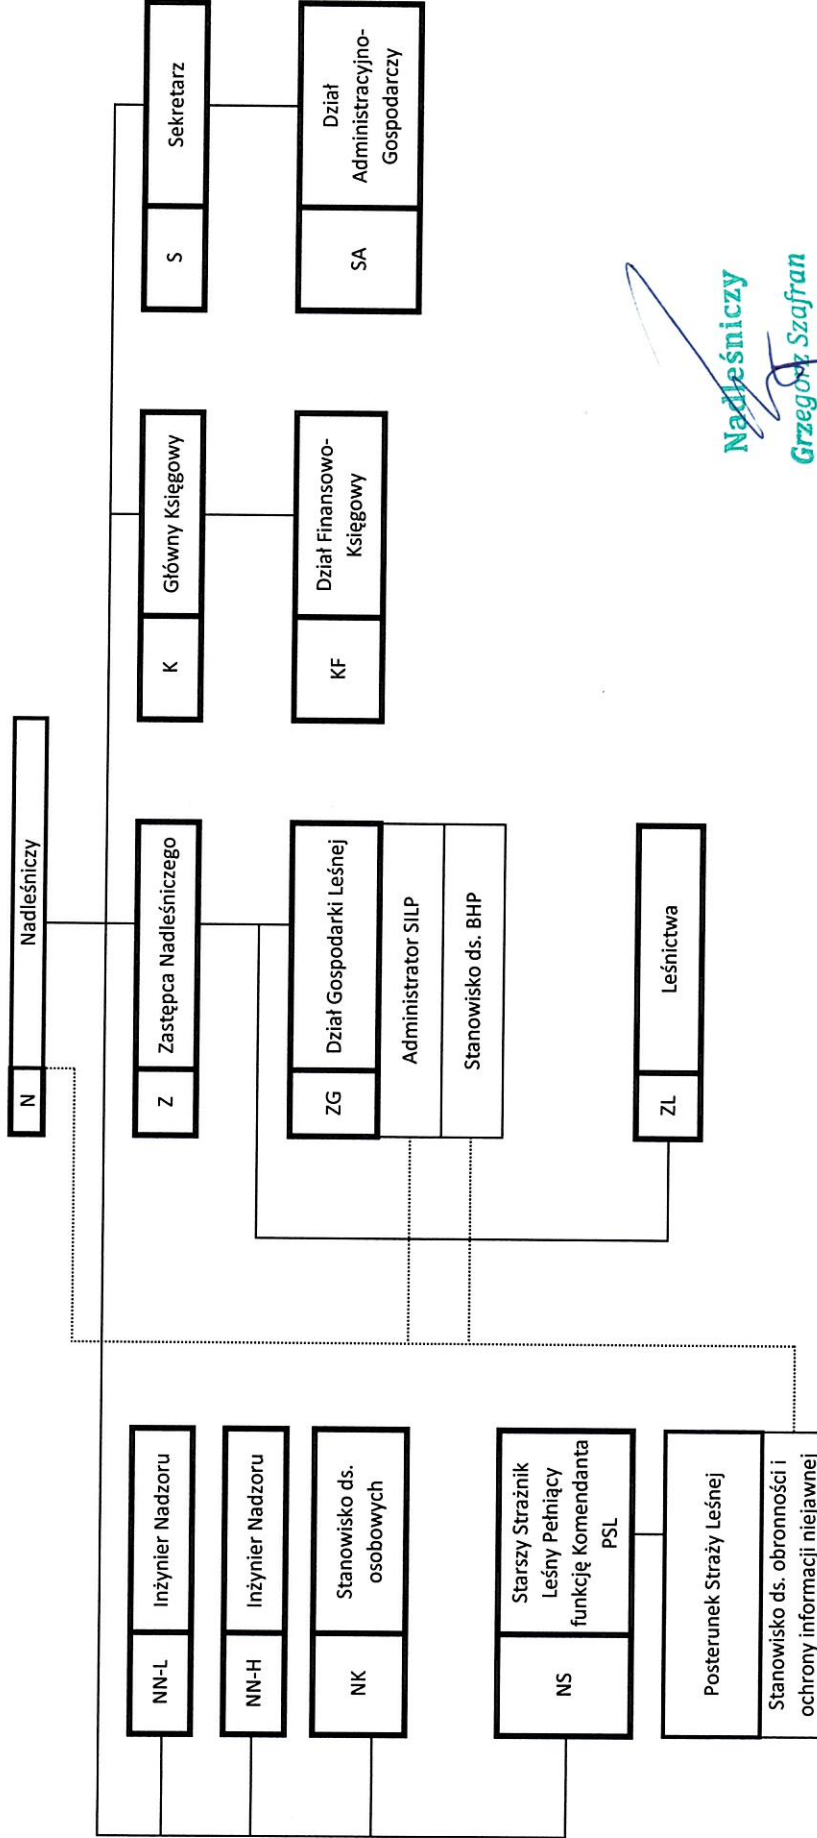 N
Nadleśniczy
Z
Zastępca Nadleśniczego
K
Główny Księgowy
S
Sekretarz
NN-L
Inżynier Nadzoru
NN-H
Inżynier Nadzoru
NK
Stanowisko ds.
osobowych
NS
Starszy Strażnik
Leśny Pełniący
funkcję Komendanta
PSL
Posterunek Straży Leśnej
Stanowisko ds. obronności i
ochrony informacji niejawnej
ZG
Dział Gospodarki Leśnej
Administrator SILP
Stanowisko ds. BHP
ZL
Leśnictwa
KF
Dział Finansowo-
Księgowy
SA
Dział
Administracyjno-
Gospodarczy
Nadleśniczy
Grzegorz Szafran